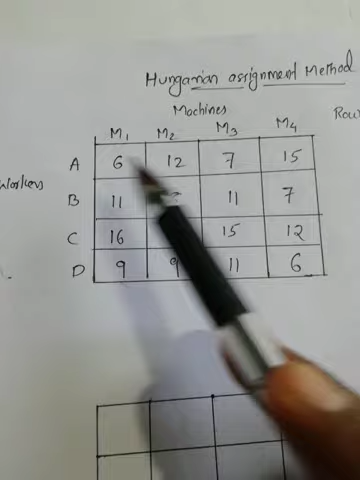 Hungarian assignment Method
Machines
M1 M2 M3 M4
Workers
A 6 12 7 15
B 11 11 7
C 16 15 12
D 9 9 11 6